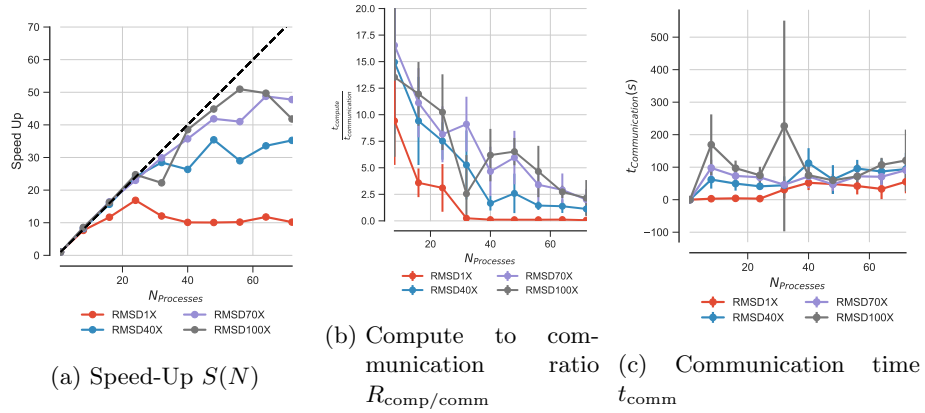 70
60
50
40
30
20
10
0
Speed Up
20 40 60
N_Processes
RMSD1X RMSD70X
RMSD40X RMSD100X
(a) Speed-Up S(N)
20.0
17.5
15.0
12.5
10.0
7.5
5.0
2.5
0.0
t_compute / t_Communication
20 40 60
N_Processes
RMSD1X RMSD70X
RMSD40X RMSD100X
(b) Compute to com-
munication ratio
R_comp/comm
500
400
300
200
100
0
−100
t_Communication(s)
20 40 60
N_Processes
RMSD1X RMSD70X
RMSD40X RMSD100X
(c) Communication time
t_comm